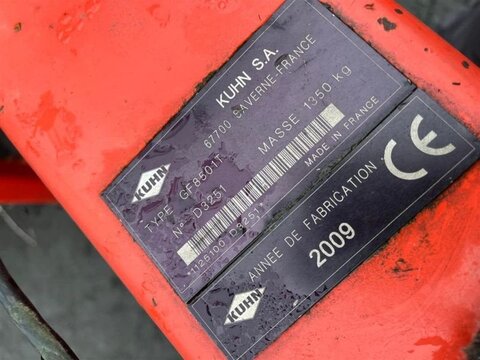 KUHN S.A.
67700 SAVERNE-FRANCE
KUHN
TYPE GF8501T MASSE 1350 kg
N° D3251
MADE IN FRANCE
KUHN
ANNEE DE FABRICATION
2009
CE